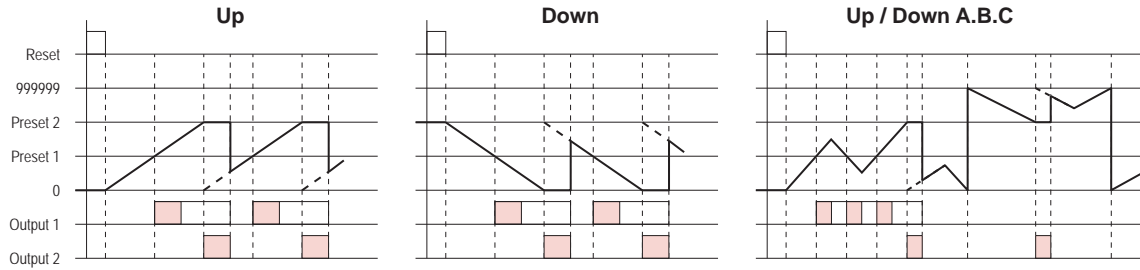 Up
Down
Up / Down A.B.C
Reset
999999
Preset 2
Preset 1
0
Output 1
Output 2